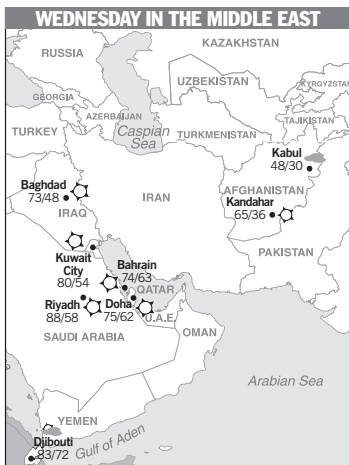 WEDNESDAY IN THE MIDDLE EAST
RUSSIA
KAZAKHSTAN
UZBEKISTAN
KYRGYZSTAN
GEORGIA
AZERBAIJAN
TAJIKISTAN
TURKEY
Caspian
Sea
TURKMENISTAN
Kabul
48/30
Baghdad
73/48
IRAQ
IRAN
AFGHANISTAN
Kandahar
65/36
PAKISTAN
Kuwait
City
80/54
Bahrain
74/63
QATAR
Riyadh
88/58
Doha
75/62
U.A.E.
SAUDI ARABIA
OMAN
Arabian Sea
YEMEN
Djibouti
83/72
Gulf of Aden